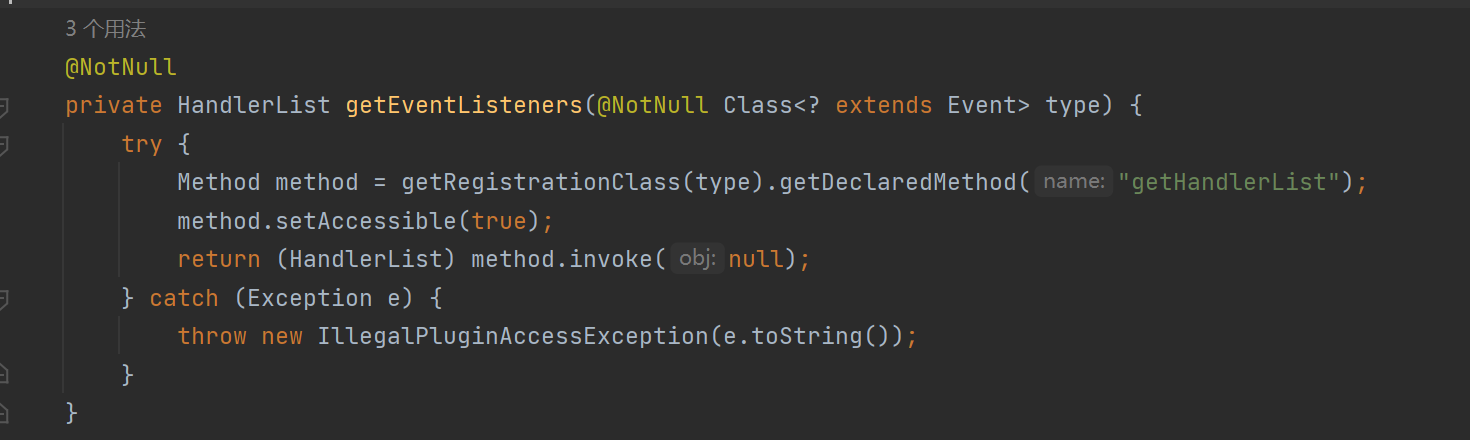 3 个用法
@NotNull
private HandlerList getEventListeners(@NotNull Class<? extends Event> type) {
try {
Method method = getRegistrationClass(type).getDeclaredMethod( name: "getHandlerList");
method.setAccessible(true);
return (HandlerList) method.invoke( obj: null);
} catch (Exception e) {
throw new IllegalPluginAccessException(e.toString());
}
}